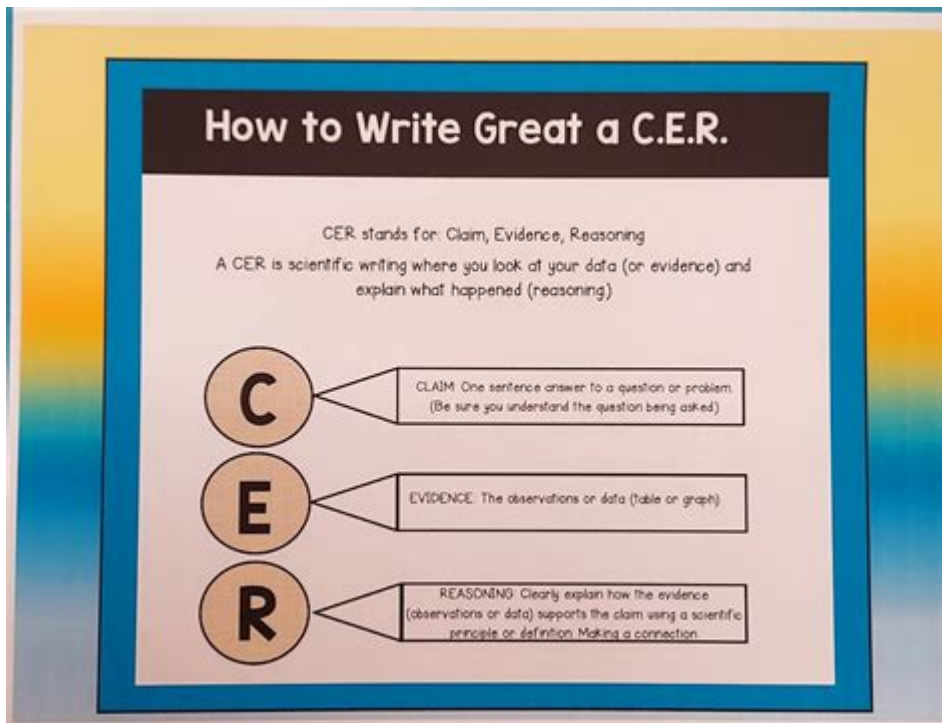 How to Write Great a C.E.R.
CER stands for: Claim, Evidence, Reasoning
A CER is scientific writing where you look at your data (or evidence) and
explain what happened (reasoning)
C
CLAIM: One sentence answer to a question or problem.
(Be sure you understand the question being asked)
E
EVIDENCE: The observations or data (table or graph)
R
REASONING: Clearly explain how the evidence
(observations or data) supports the claim using a scientific
principle or definition. Making a connection.